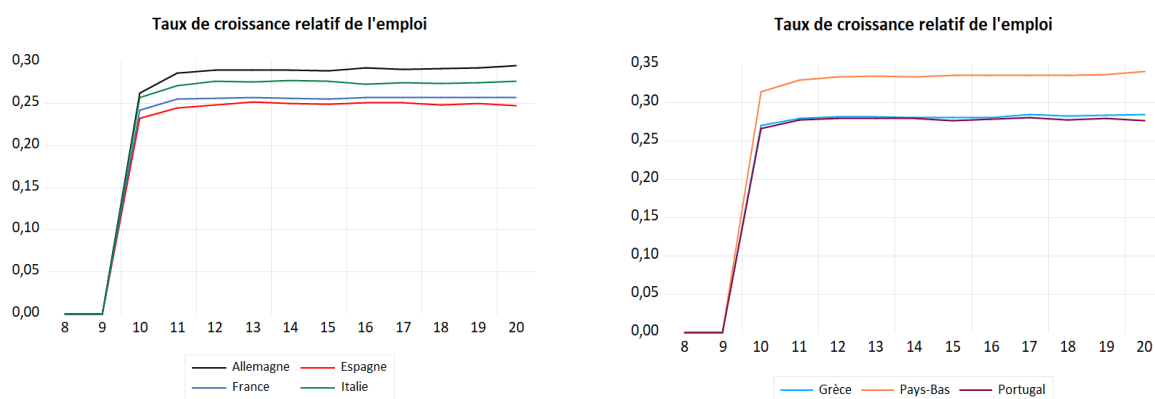 Taux de croissance relatif de l'emploi
0,30
0,25
0,20
0,15
0,10
0,05
0,00
8 9 10 11 12 13 14 15 16 17 18 19 20
Allemagne Espagne
France Italie
Taux de croissance relatif de l'emploi
0,35
0,30
0,25
0,20
0,15
0,10
0,05
0,00
8 9 10 11 12 13 14 15 16 17 18 19 20
Grèce Pays-Bas Portugal